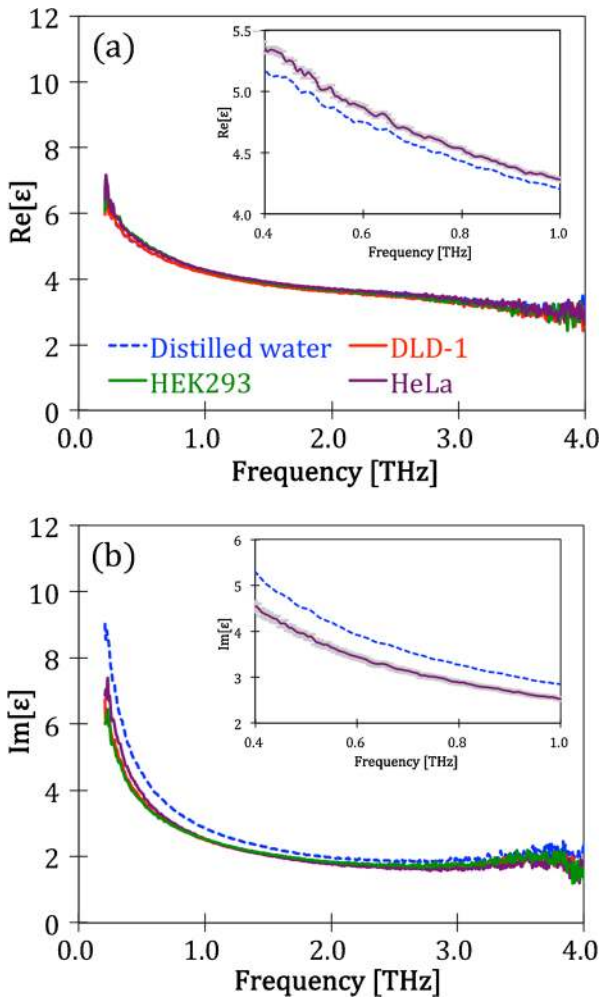 (a)
12
10
8
6
4
2
0
Re[ε]
5.5
5.0
4.5
4.0
Re[ε]
0.4 0.6 0.8 1.0
Frequency [THz]
Distilled water DLD-1
HEK293 HeLa
0.0 1.0 2.0 3.0 4.0
Frequency [THz]
(b)
12
10
8
6
4
2
0
Im[ε]
6
5
4
3
2
Im[ε]
0.4 0.6 0.8 1.0
Frequency [THz]
0.0 1.0 2.0 3.0 4.0
Frequency [THz]